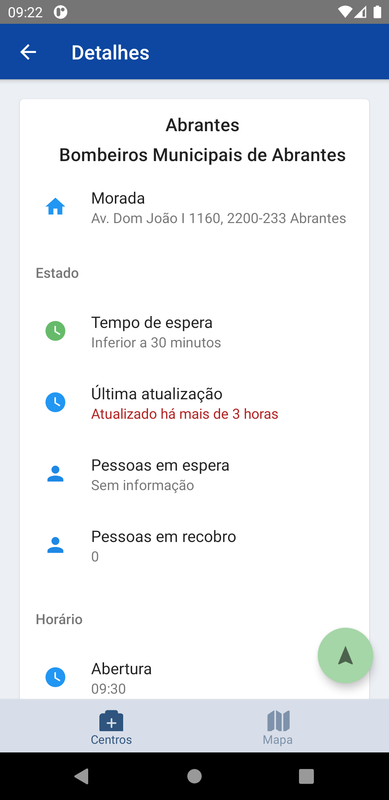 09:22
Detalhes
Abrantes
Bombeiros Municipais de Abrantes
Morada
Av. Dom João I 1160, 2200-233 Abrantes
Estado
Tempo de espera
Inferior a 30 minutos
Última atualização
Atualizado há mais de 3 horas
Pessoas em espera
Sem informação
Pessoas em recobro
0
Horário
Abertura
09:30
Centros
Mapa